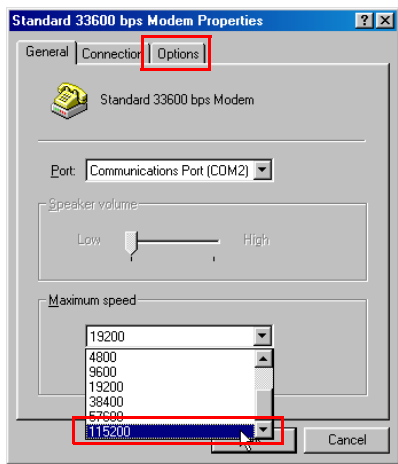 Standard 33600 bps Modem Properties
General Connection Options
Standard 33600 bps Modem
Port: Communications Port (COM2)
Speaker volume
Low High
Maximum speed
19200
4800
9600
19200
38400
57600
115200
Cancel